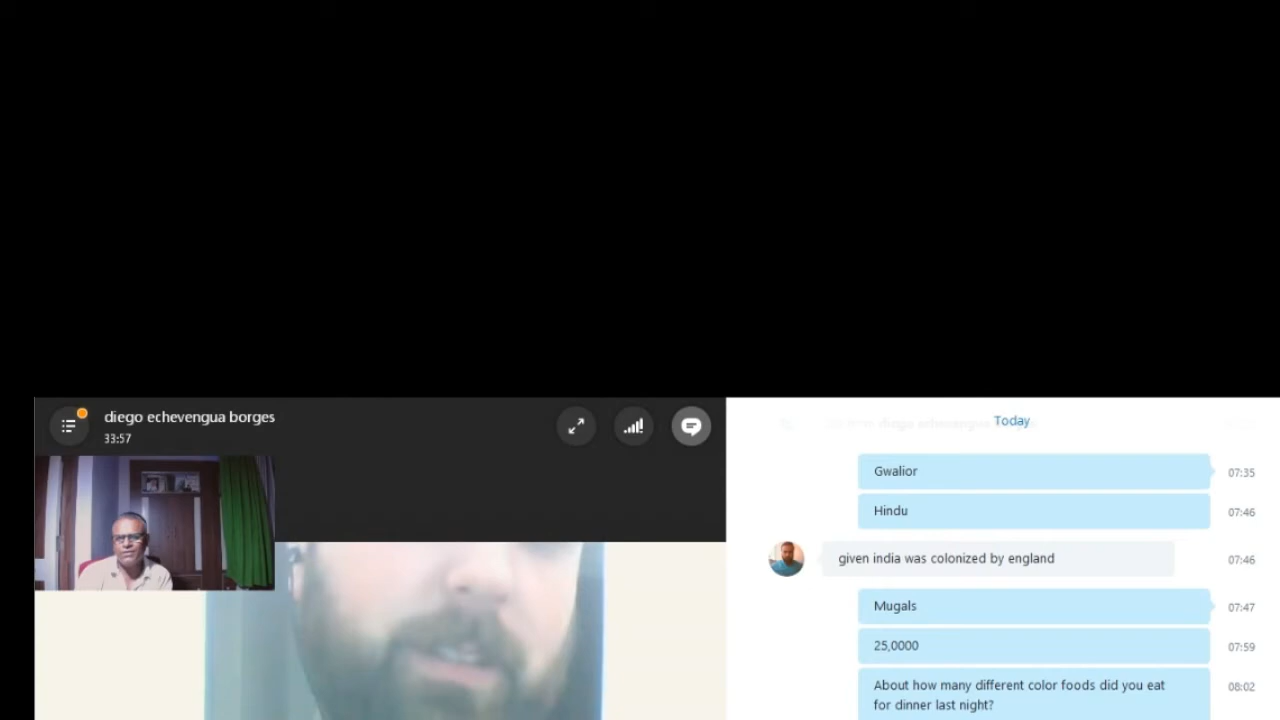 diego echevengua borges
33:57
Today
Gwalior
07:35
Hindu
07:46
given india was colonized by england
07:46
Mugals
07:47
25,0000
07:59
About how many different color foods did you eat
for dinner last night?
08:02